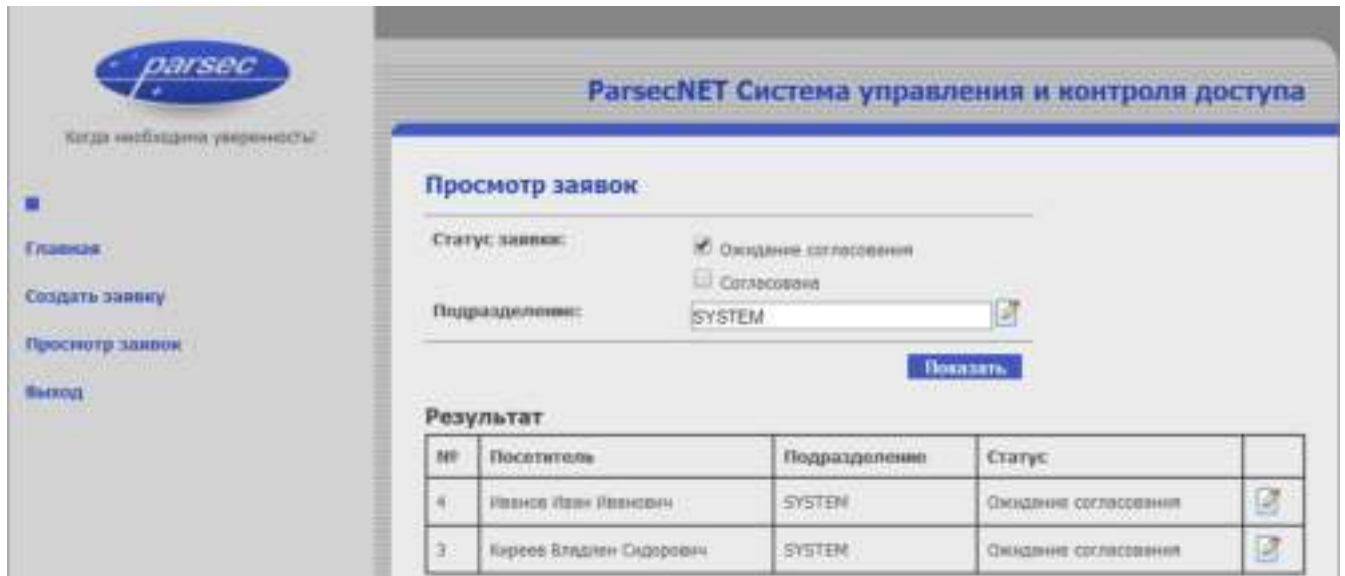 parsec
Когда необходима уверенность!
ParsecNET Система управления и контроля доступа
Главная
Создать заявку
Просмотр заявок
Выход
Просмотр заявок
Статус заявки:
Ожидание согласования
Согласована
Подразделение:
SYSTEM
Показать
Результат
№ Посетитель Подразделение Статус
4 Иванов Иван Иванович SYSTEM Ожидание согласования
3 Киреев Владлен Сидорович SYSTEM Ожидание согласования